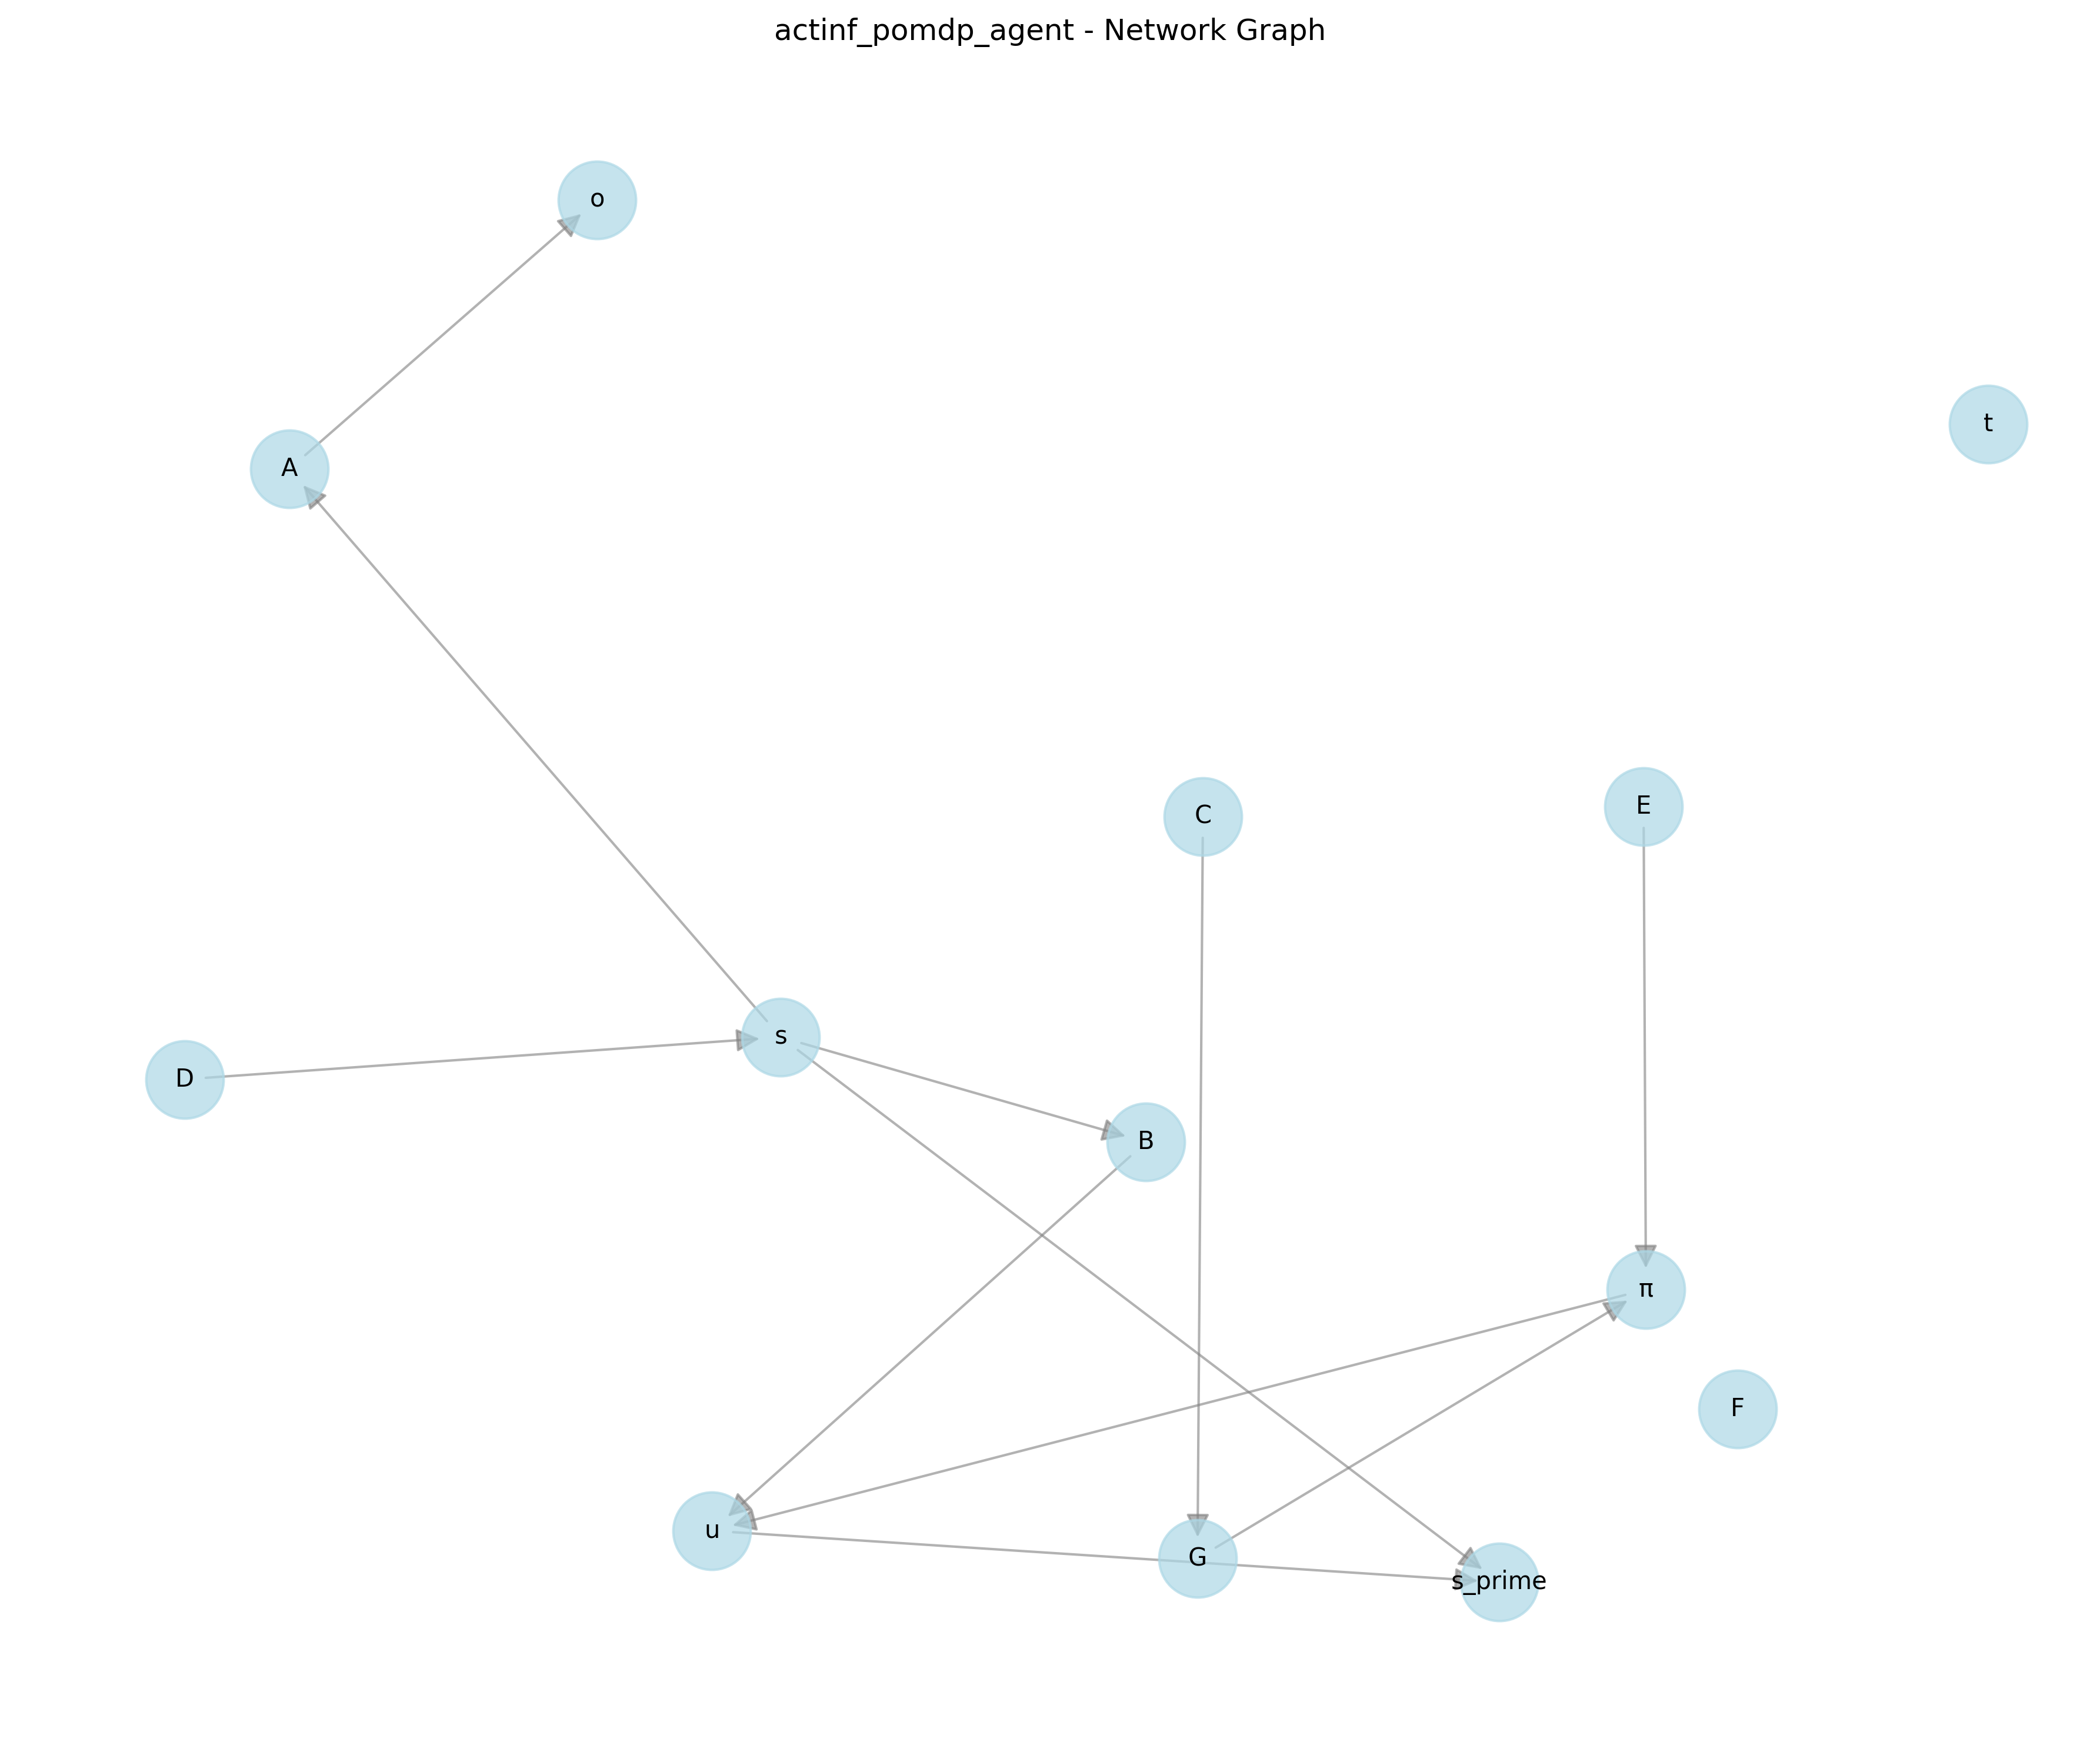 actinf_pomdp_agent - Network Graph
o
t
A
E
C
s
D
B
π
F
u
G
s_prime